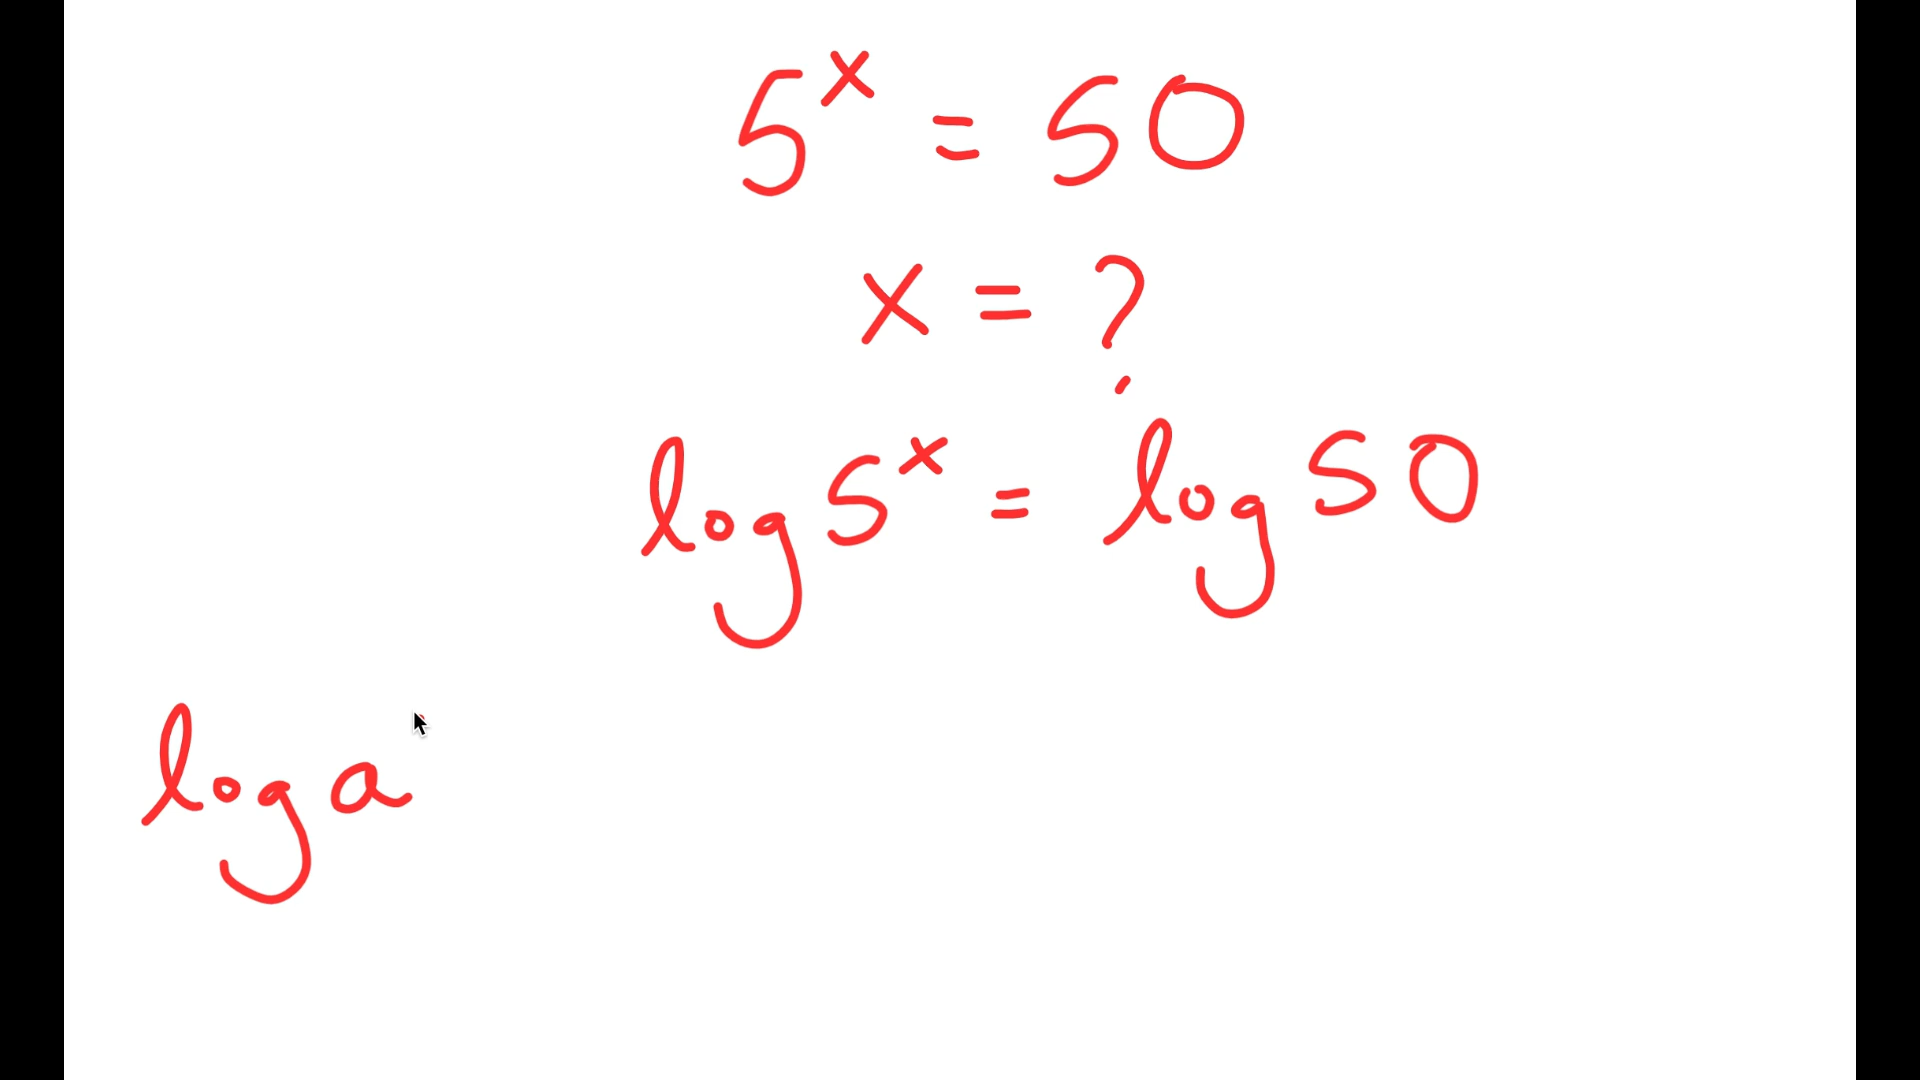 5^x = 50
x = ?
log 5^x = log 50
log a